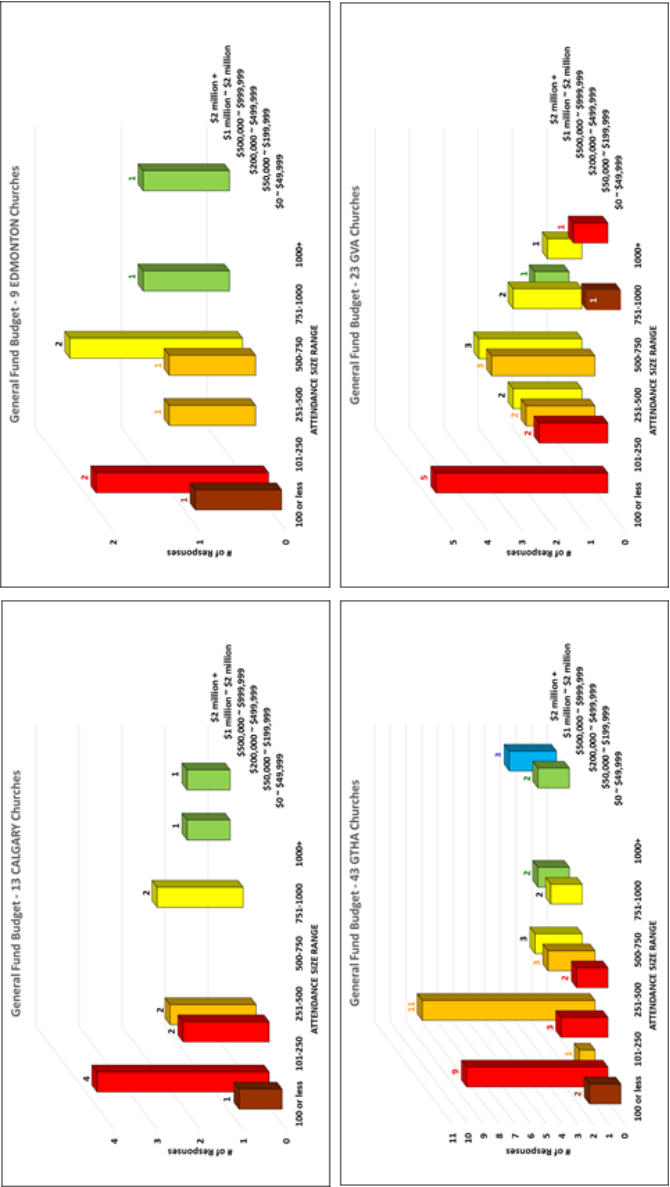 General Fund Budget - 13 CALGARY Churches
4
3
2
1
0
# of Responses
1
4
2
2
2
1
1
100 or less
101-250
251-500
500-750
751-1000
1000+
ATTENDANCE SIZE RANGE
$2 million +
$1 million ~ $2 million
$500,000 ~ $999,999
$200,000 ~ $499,999
$50,000 ~ $199,999
$0 ~ $49,999
General Fund Budget - 9 EDMONTON Churches
2
1
0
# of Responses
1
2
1
1
2
1
1
100 or less
101-250
251-500
500-750
751-1000
1000+
ATTENDANCE SIZE RANGE
$2 million +
$1 million ~ $2 million
$500,000 ~ $999,999
$200,000 ~ $499,999
$50,000 ~ $199,999
$0 ~ $49,999
General Fund Budget - 43 GTHA Churches
11
10
9
8
7
6
5
4
3
2
1
0
# of Responses
2
9
1
3
11
2
3
3
2
2
2
3
100 or less
101-250
251-500
500-750
751-1000
1000+
ATTENDANCE SIZE RANGE
$2 million +
$1 million ~ $2 million
$500,000 ~ $999,999
$200,000 ~ $499,999
$50,000 ~ $199,999
$0 ~ $49,999
General Fund Budget - 23 GVA Churches
5
4
3
2
1
0
# of Responses
5
2
2
2
3
3
1
2
1
1
1
100 or less
101-250
251-500
500-750
751-1000
1000+
ATTENDANCE SIZE RANGE
$2 million +
$1 million ~ $2 million
$500,000 ~ $999,999
$200,000 ~ $499,999
$50,000 ~ $199,999
$0 ~ $49,999